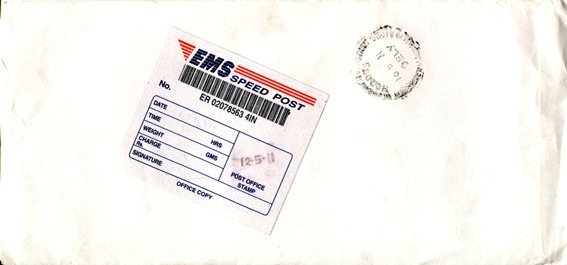 EMS SPEED POST
No.
ER 02078563 4IN
DATE
TIME
HRS
WEIGHT
GMS
CHARGE
Rs.
SIGNATURE
12·5·11
POST OFFICE
STAMP
OFFICE COPY